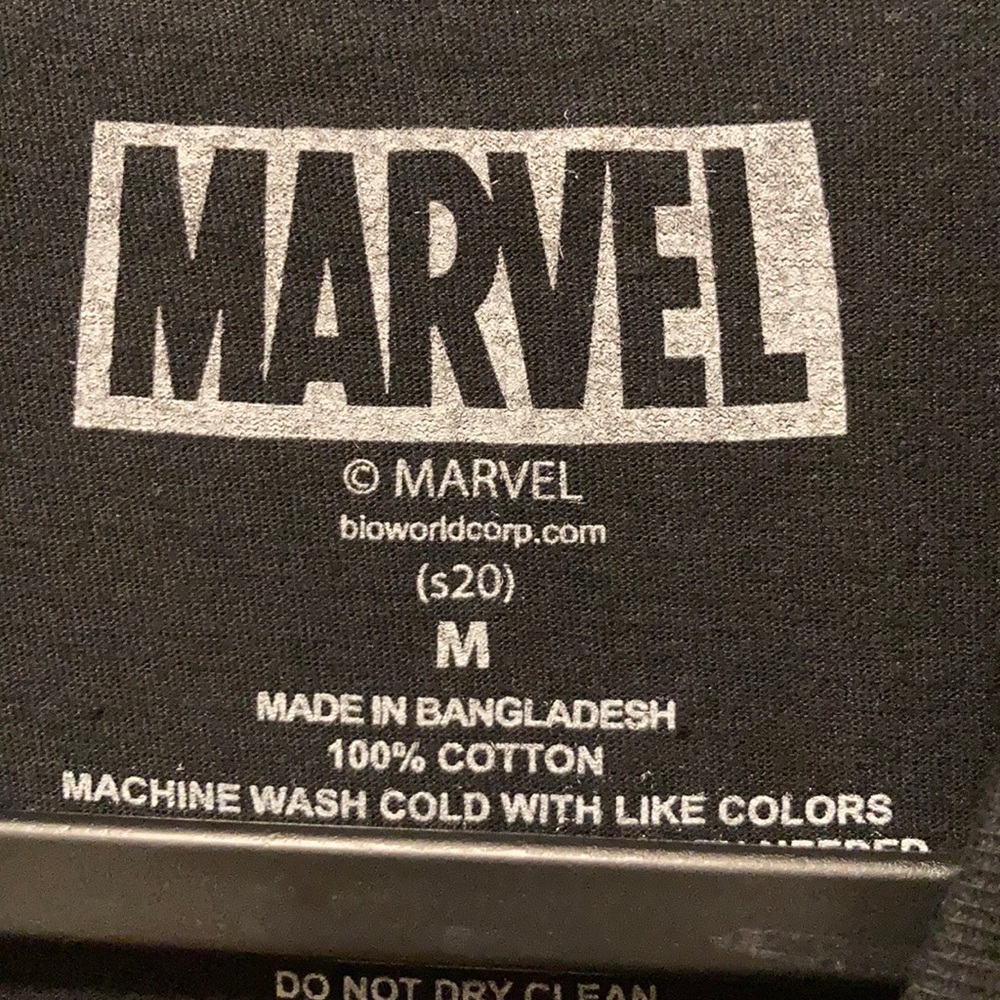 MARVEL
© MARVEL
bioworldcorp.com
(s20)
M
MADE IN BANGLADESH
100% COTTON
MACHINE WASH COLD WITH LIKE COLORS
DO NOT DRY CLEAN